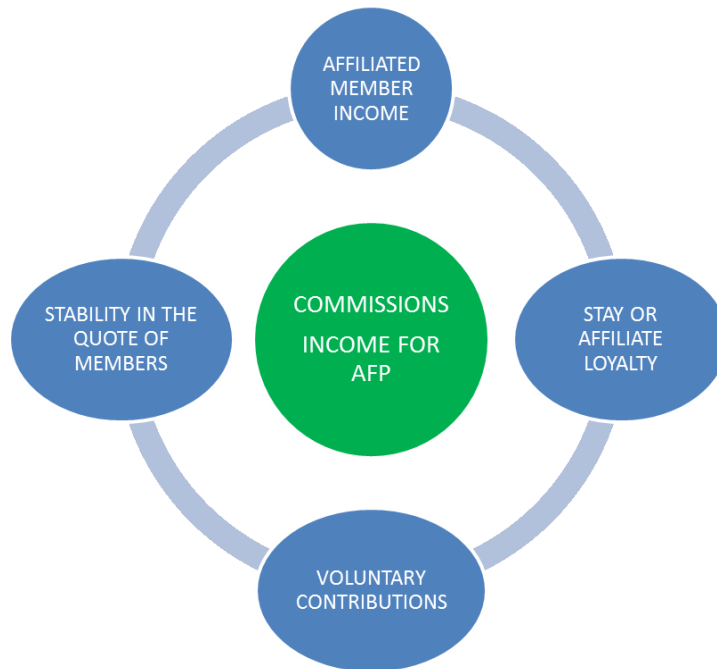 AFFILIATED
MEMBER
INCOME
STABILITY IN THE
QUOTE OF
MEMBERS
COMMISSIONS
INCOME FOR
AFP
STAY OR
AFFILIATE
LOYALTY
VOLUNTARY
CONTRIBUTIONS